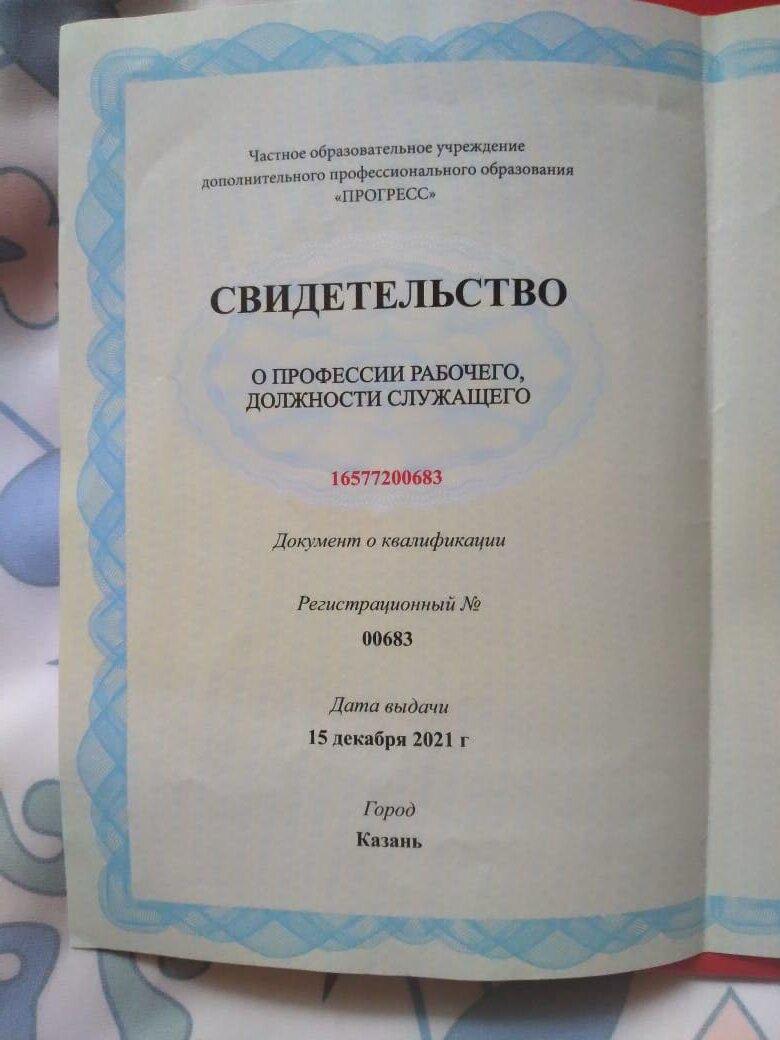 Частное образовательное учреждение
дополнительного профессионального образования
«ПРОГРЕСС»
СВИДЕТЕЛЬСТВО
О ПРОФЕССИИ РАБОЧЕГО,
ДОЛЖНОСТИ СЛУЖАЩЕГО
16577200683
Документ о квалификации
Регистрационный №
00683
Дата выдачи
15 декабря 2021 г
Город
Казань